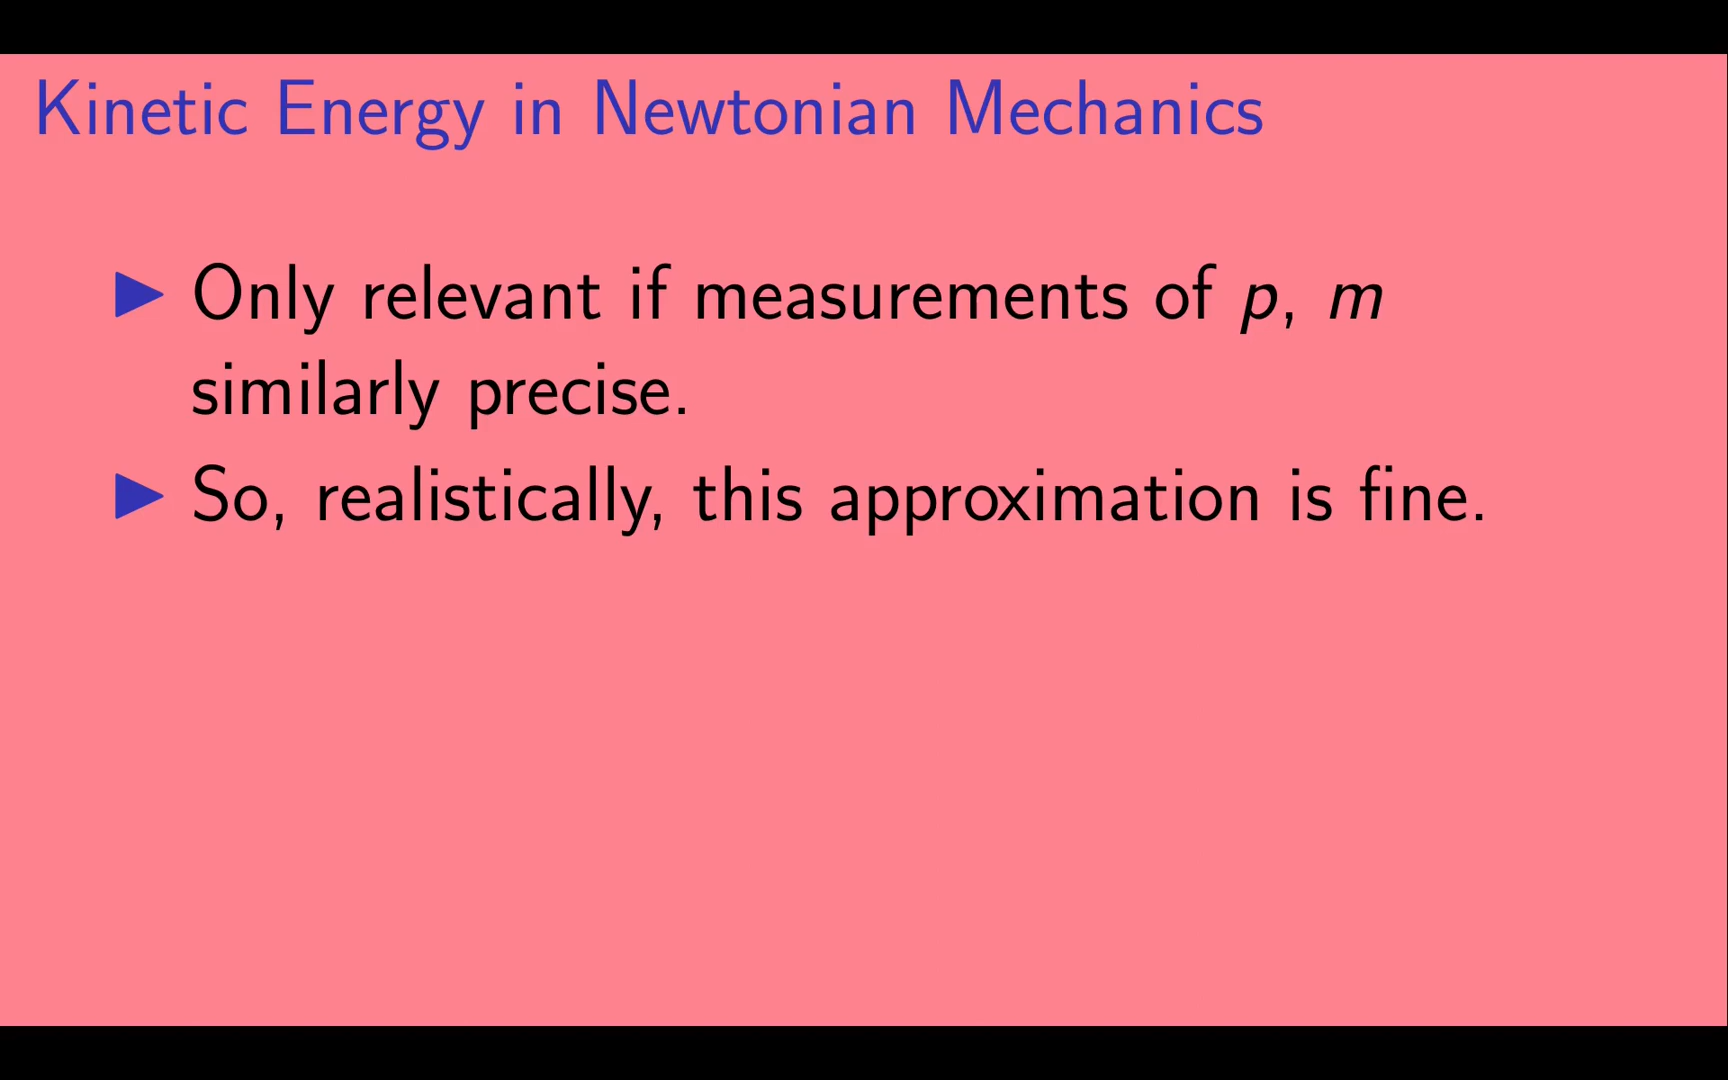 Kinetic Energy in Newtonian Mechanics
Only relevant if measurements of p, m
similarly precise.
So, realistically, this approximation is fine.